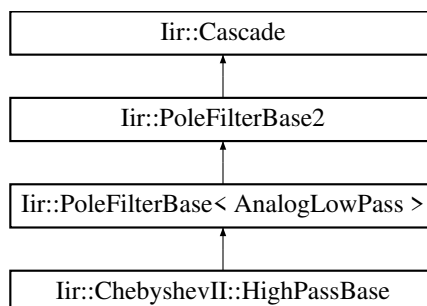 Iir::Cascade
Iir::PoleFilterBase2
Iir::PoleFilterBase< AnalogLowPass >
Iir::ChebyshevII::HighPassBase